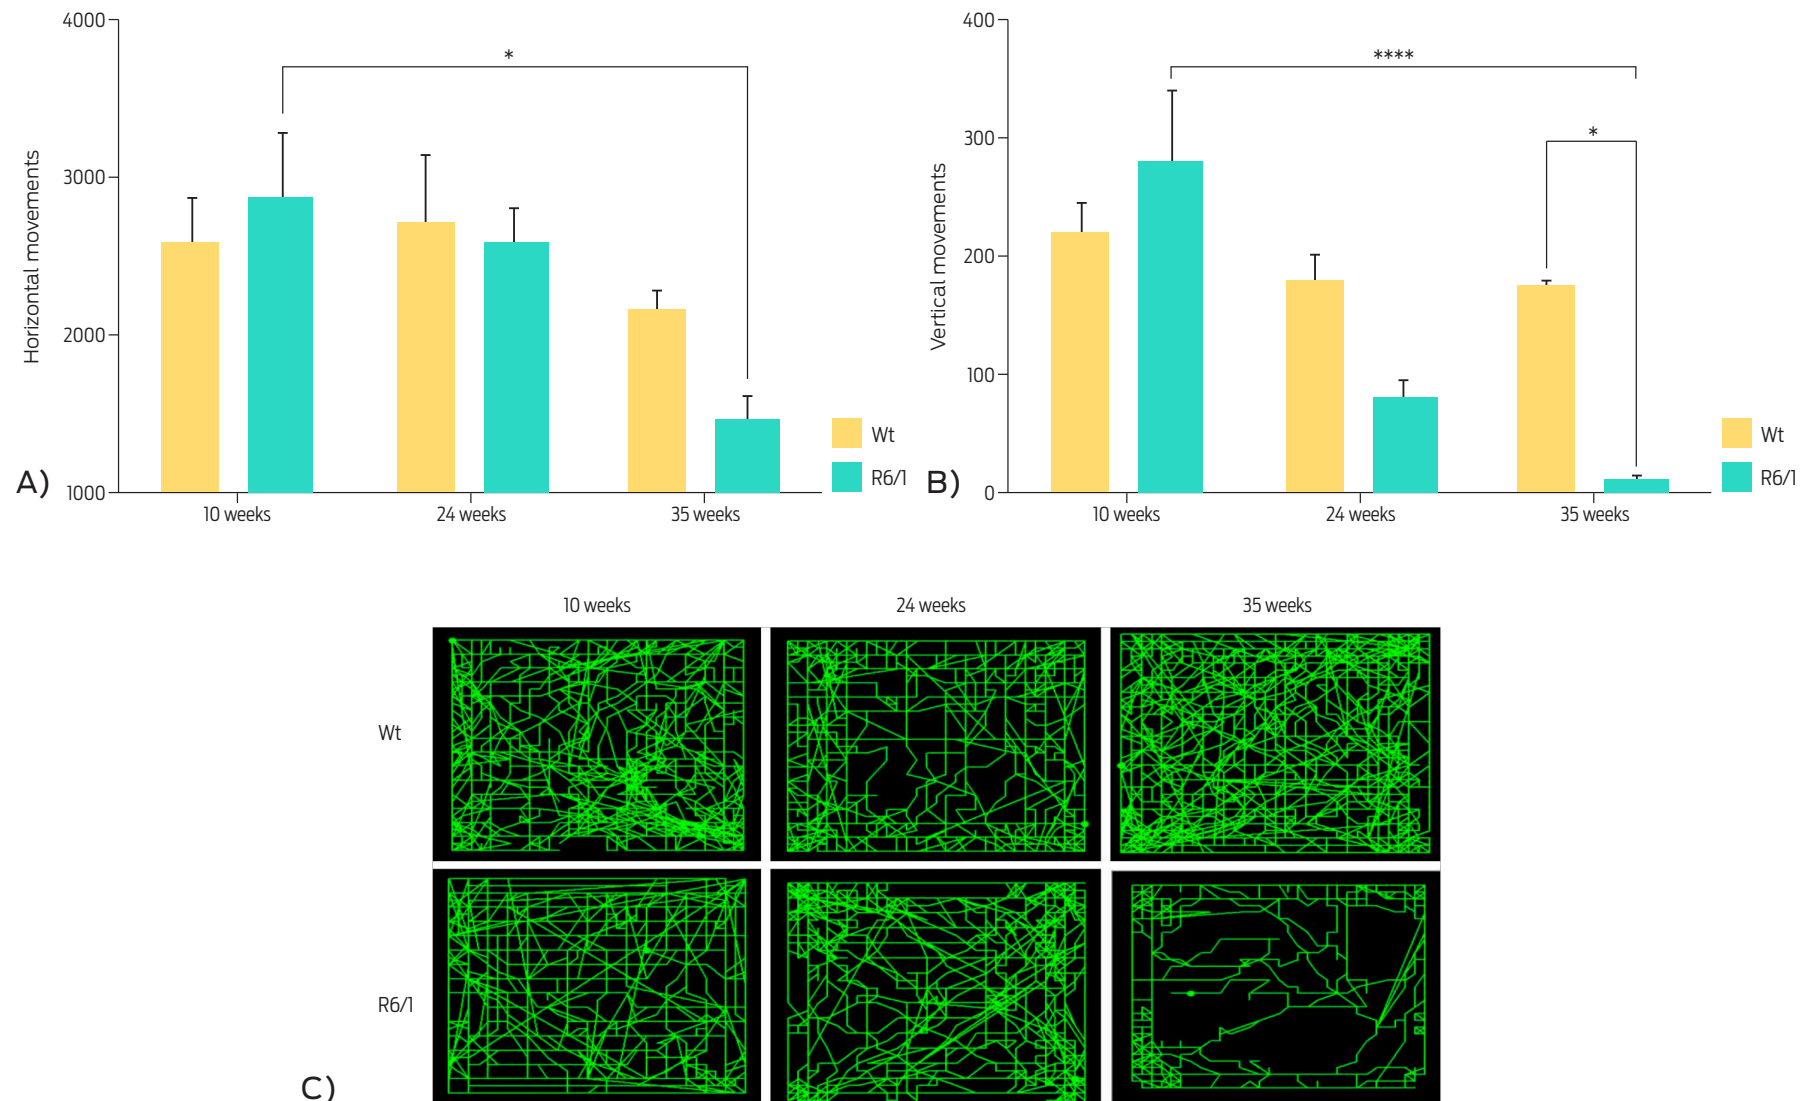 4000
3000
2000
1000
Horizontal movements
*
10 weeks
24 weeks
35 weeks
Wt
R6/1
A)
400
300
200
100
0
Vertical movements
****
*
10 weeks
24 weeks
35 weeks
Wt
R6/1
B)
10 weeks
24 weeks
35 weeks
Wt
R6/1
C)